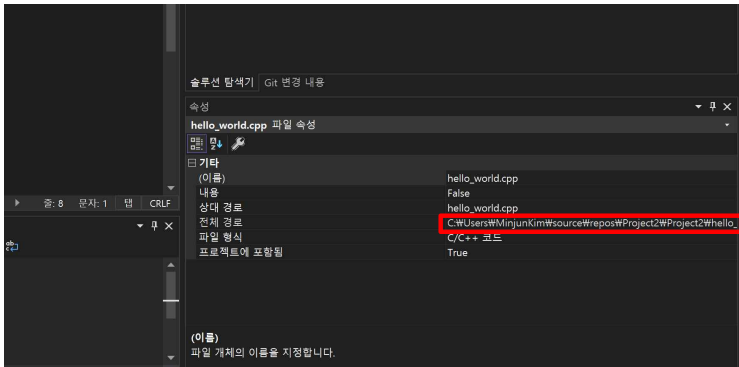 솔루션 탐색기 Git 변경 내용
속성
hello_world.cpp 파일 속성
기타
(이름) hello_world.cpp
내용 False
상대 경로 hello_world.cpp
전체 경로 C:₩Users₩MinjunKim₩source₩repos₩Project2₩Project2₩hello_
파일 형식 C/C++ 코드
프로젝트에 포함됨 True
줄: 8 문자: 1 탭 CRLF
(이름)
파일 개체의 이름을 지정합니다.